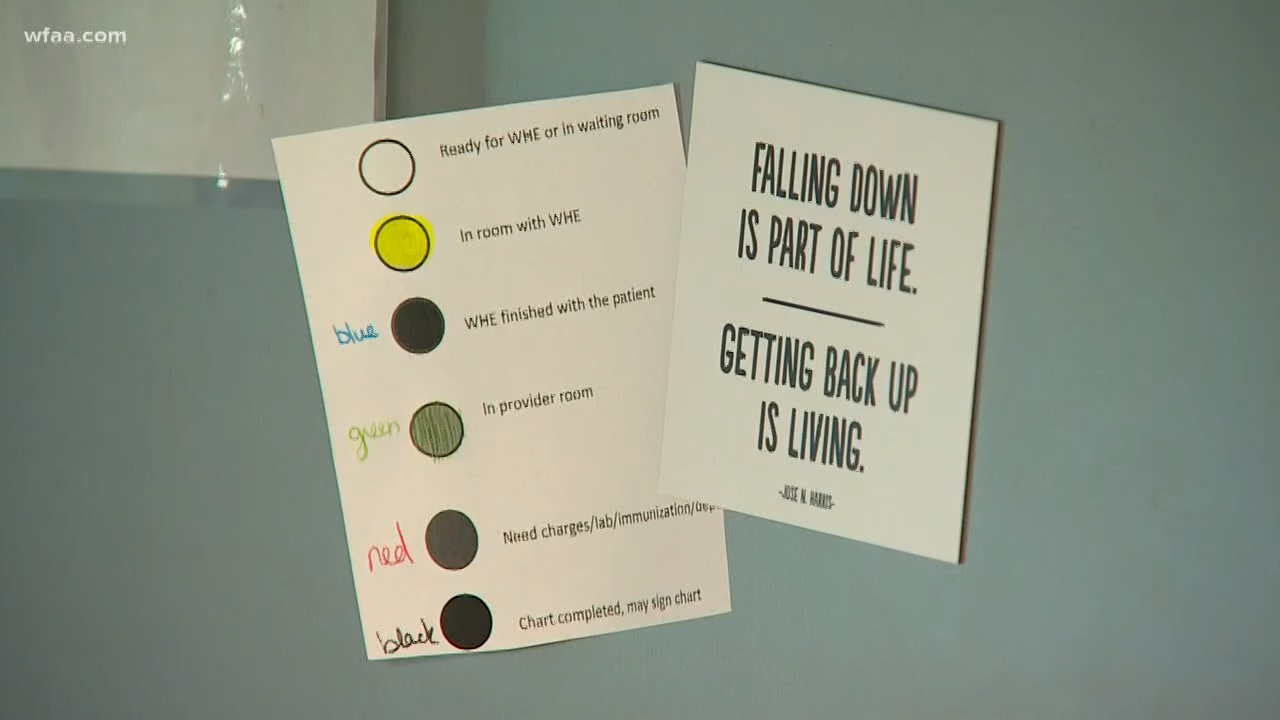 wfaa.com
Ready for WHE or in waiting room
In room with WHE
blue
WHE finished with the patient
green
In provider room
red
Need charges/lab/immunization/
black
Chart completed, may sign chart
FALLING DOWN
IS PART OF LIFE.
GETTING BACK UP
IS LIVING.
-JOSE N. HARRIS-